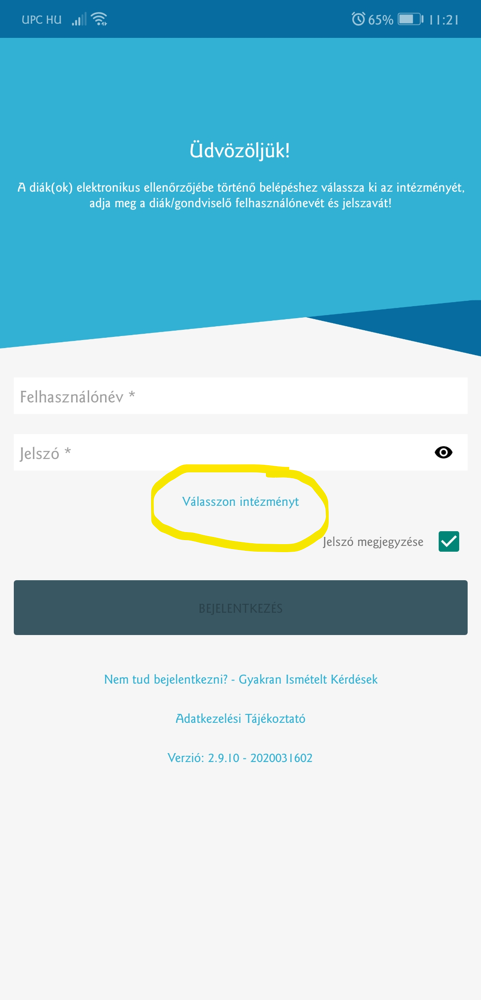 UPC HU 65% 11:21
Üdvözöljük!
A diák(ok) elektronikus ellenőrzőjébe történő belépéshez válassza ki az intézményét,
adja meg a diák/gondviselő felhasználónevét és jelszavát!
Felhasználónév *
Jelszó *
Válasszon intézményt
Jelszó megjegyzése
BEJELENTKEZÉS
Nem tud bejelentkezni? - Gyakran Ismételt Kérdések
Adatkezelési Tájékoztató
Verzió: 2.9.10 - 2020031602